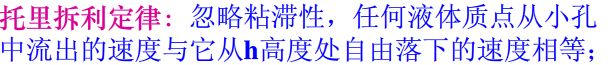 托里拆利定律：忽略粘滞性，任何液体质点从小孔
中流出的速度与它从h高度处自由落下的速度相等；